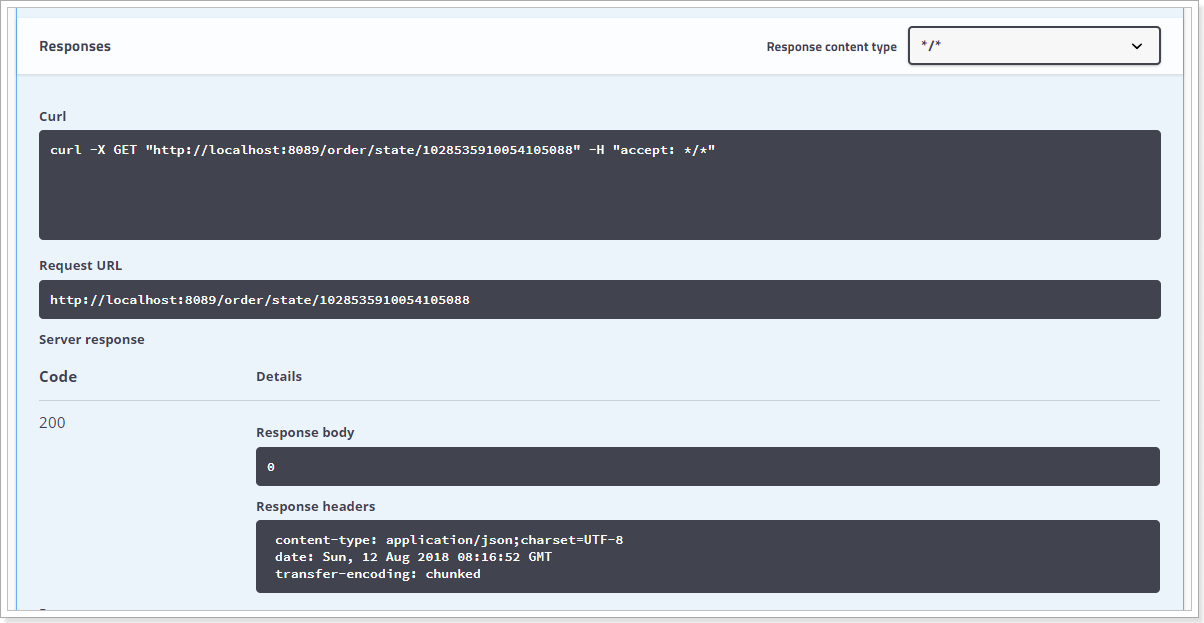 Responses
Response content type
*/*
Curl
curl -X GET "http://localhost:8089/order/state/1028535910054105088" -H "accept: */*"
Request URL
http://localhost:8089/order/state/1028535910054105088
Server response
Code
Details
200
Response body
0
Response headers
content-type: application/json;charset=UTF-8
date: Sun, 12 Aug 2018 08:16:52 GMT
transfer-encoding: chunked